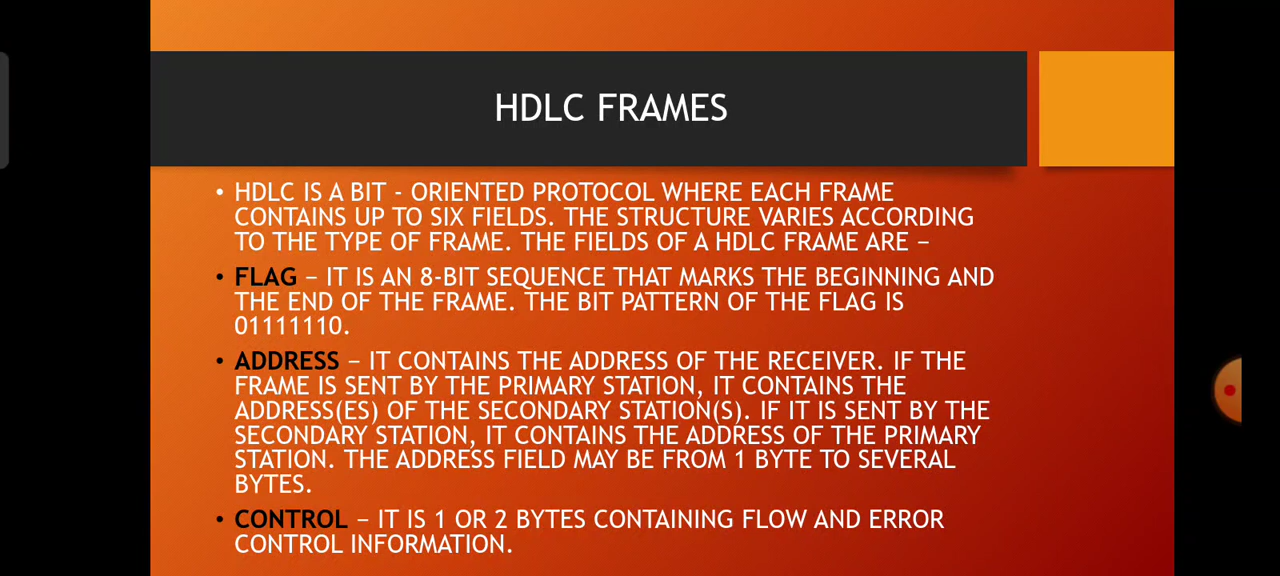 HDLC FRAMES
• HDLC IS A BIT - ORIENTED PROTOCOL WHERE EACH FRAME
CONTAINS UP TO SIX FIELDS. THE STRUCTURE VARIES ACCORDING
TO THE TYPE OF FRAME. THE FIELDS OF A HDLC FRAME ARE –
• FLAG – IT IS AN 8-BIT SEQUENCE THAT MARKS THE BEGINNING AND
THE END OF THE FRAME. THE BIT PATTERN OF THE FLAG IS
01111110.
• ADDRESS – IT CONTAINS THE ADDRESS OF THE RECEIVER. IF THE
FRAME IS SENT BY THE PRIMARY STATION, IT CONTAINS THE
ADDRESS(ES) OF THE SECONDARY STATION(S). IF IT IS SENT BY THE
SECONDARY STATION, IT CONTAINS THE ADDRESS OF THE PRIMARY
STATION. THE ADDRESS FIELD MAY BE FROM 1 BYTE TO SEVERAL
BYTES.
• CONTROL – IT IS 1 OR 2 BYTES CONTAINING FLOW AND ERROR
CONTROL INFORMATION.